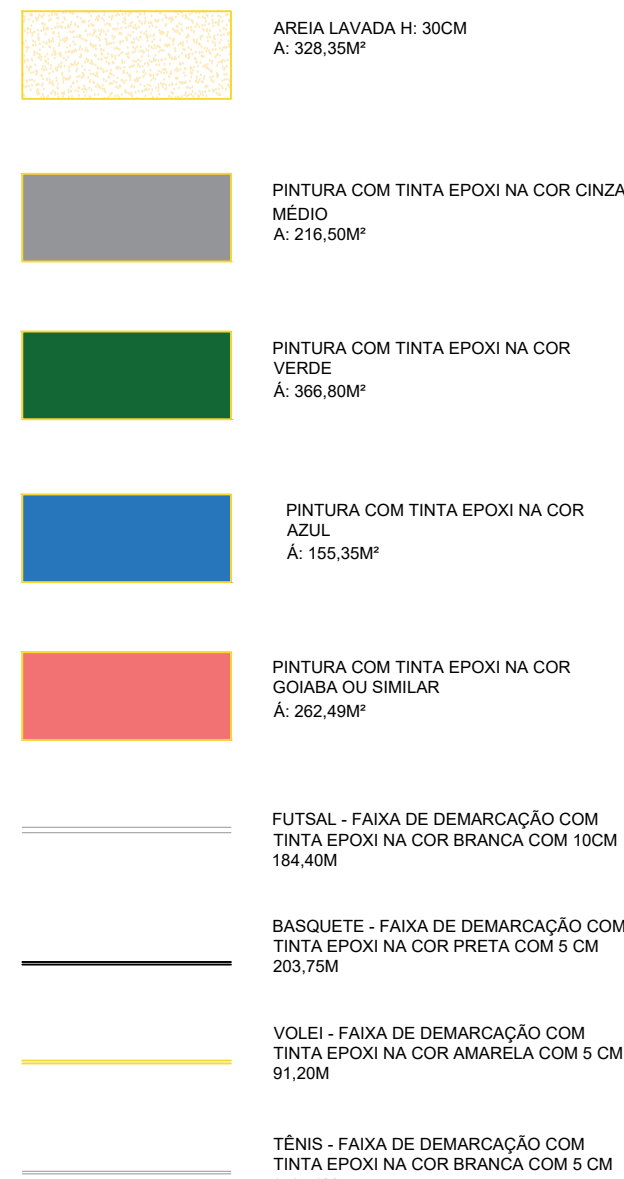 AREIA LAVADA H: 30CM
A: 328,35M²
PINTURA COM TINTA EPOXI NA COR CINZA
MÉDIO
A: 216,50M²
PINTURA COM TINTA EPOXI NA COR
VERDE
Á: 366,80M²
PINTURA COM TINTA EPOXI NA COR
AZUL
Á: 155,35M²
PINTURA COM TINTA EPOXI NA COR
GOIABA OU SIMILAR
Á: 262,49M²
FUTSAL - FAIXA DE DEMARCAÇÃO COM
TINTA EPOXI NA COR BRANCA COM 10CM
184,40M
BASQUETE - FAIXA DE DEMARCAÇÃO COM
TINTA EPOXI NA COR PRETA COM 5 CM
203,75M
VOLEI - FAIXA DE DEMARCAÇÃO COM
TINTA EPOXI NA COR AMARELA COM 5 CM
91,20M
TÊNIS - FAIXA DE DEMARCAÇÃO COM
TINTA EPOXI NA COR BRANCA COM 5 CM